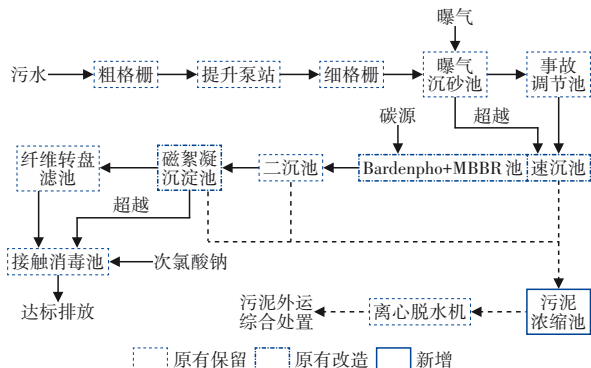 曝气
污水
粗格栅
提升泵站
细格栅
曝气
沉砂池
事故
调节池
碳源
超越
纤维转盘
滤池
磁絮凝
沉淀池
二沉池
Bardenpho+MBBR 池
速沉池
超越
接触消毒池
次氯酸钠
达标排放
污泥外运
综合处置
离心脱水机
污泥
浓缩池
原有保留
原有改造
新增